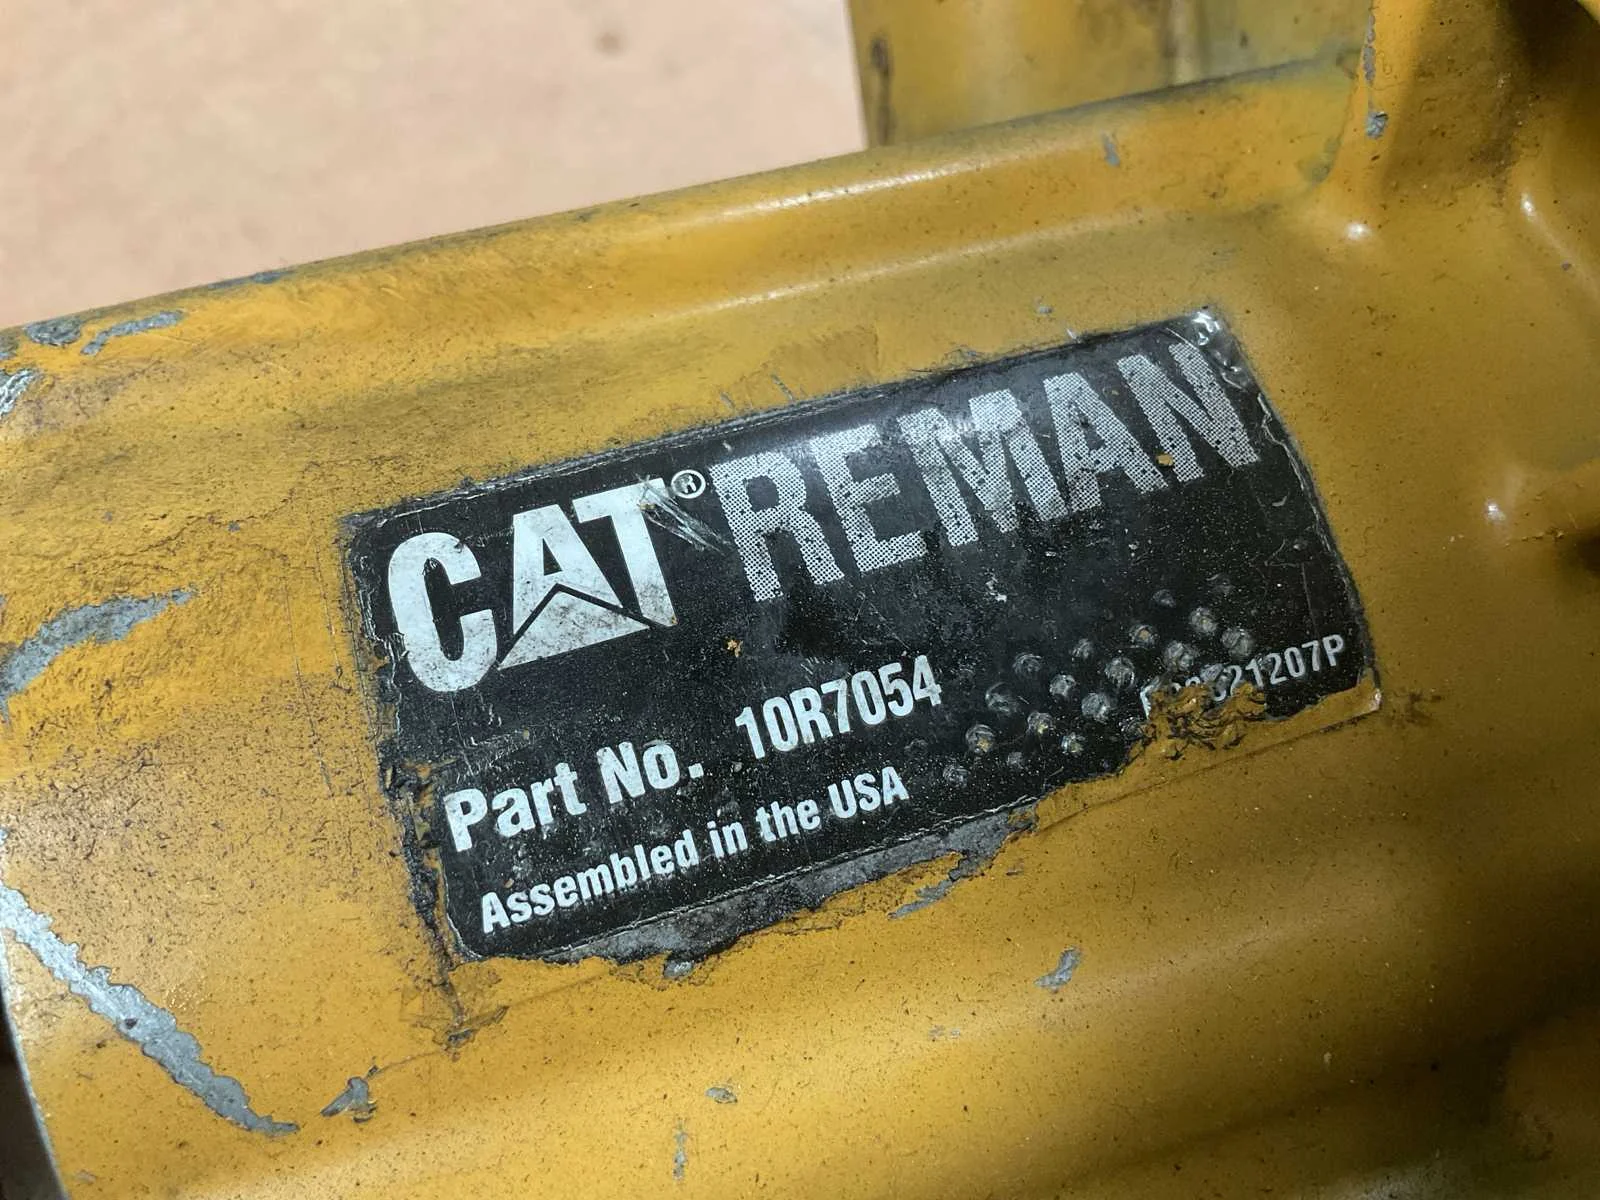 CAT® REMAN
Part No. 10R7054
Assembled in the USA